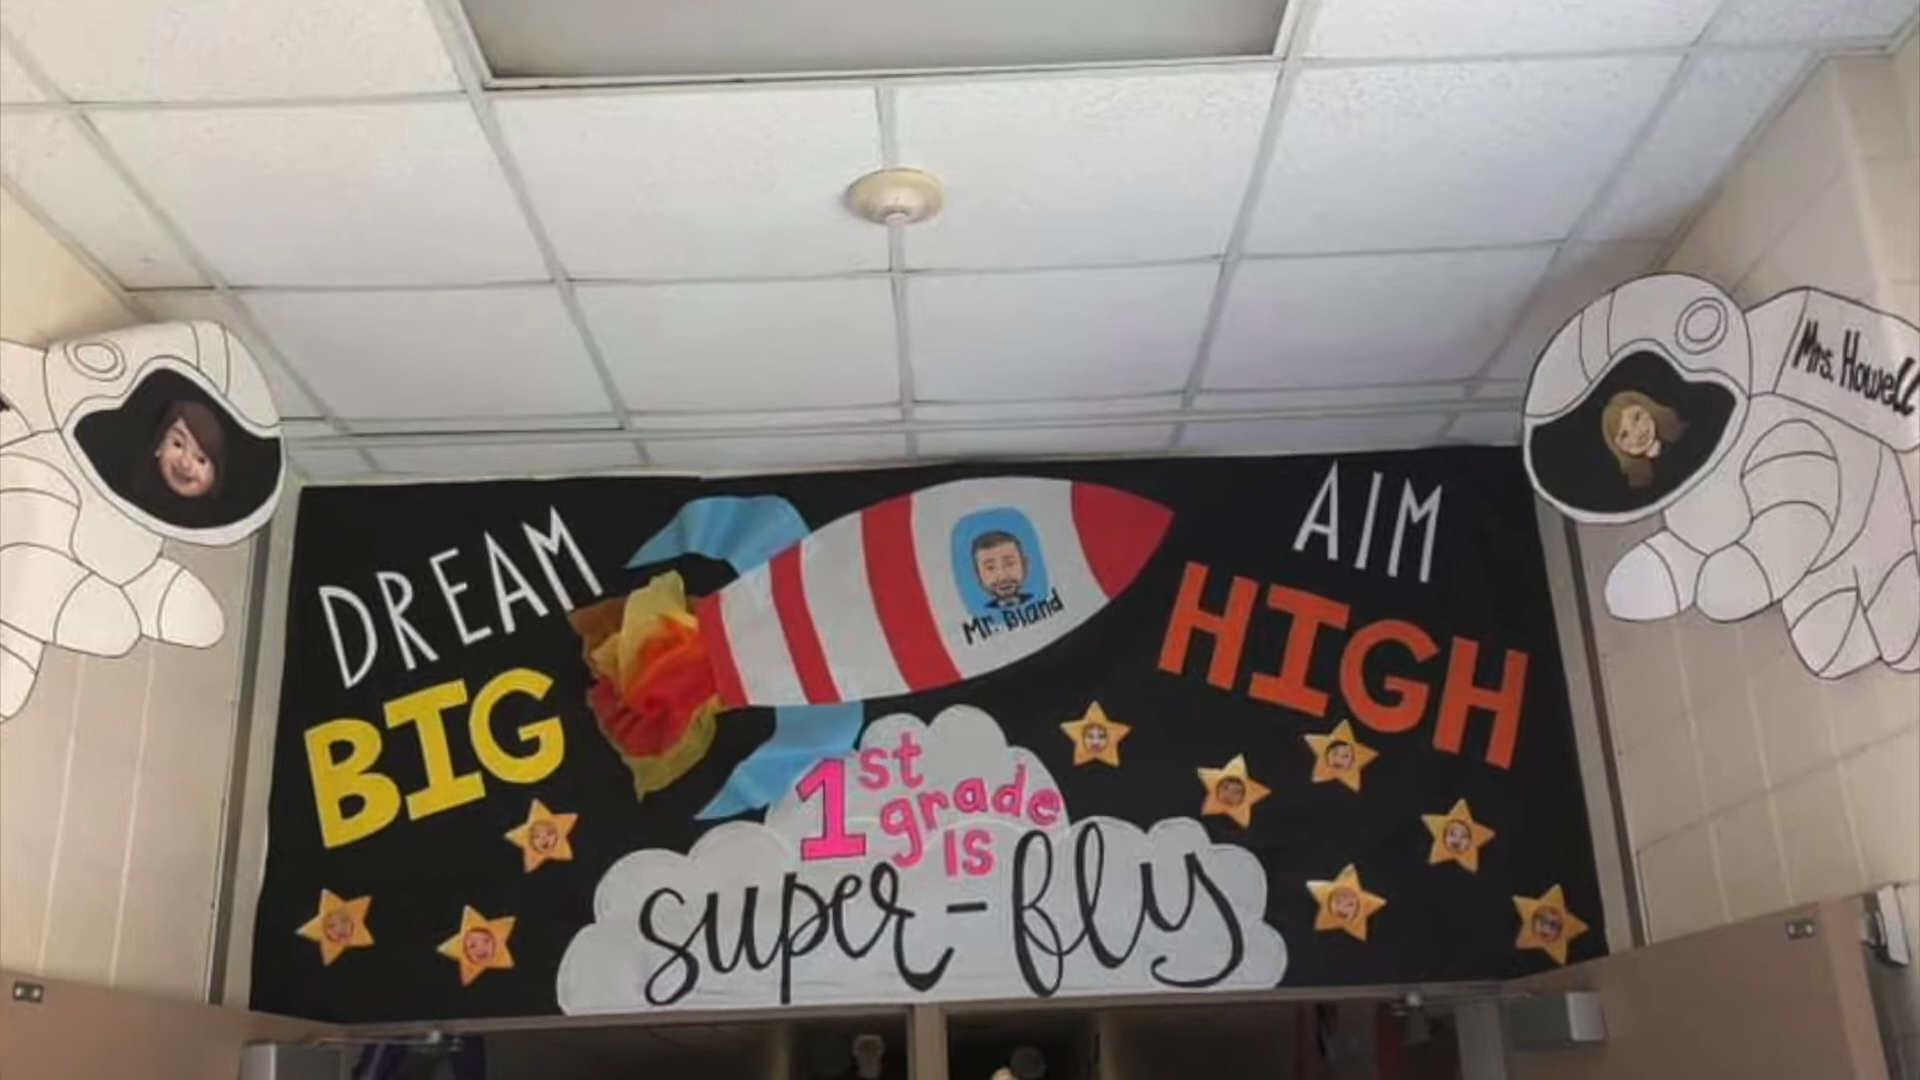 DREAM
BIG
Mr. Bland
AIM
HIGH
1st
grade
is
super-fly
Mrs. Howell